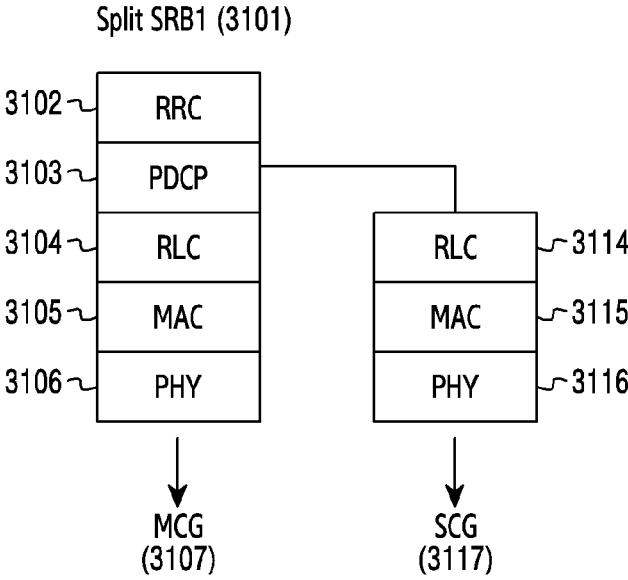 Split SRB1 (3101)
3102 RRC
3103 PDCP
3104 RLC RLC 3114
3105 MAC MAC 3115
3106 PHY PHY 3116
MCG SCG
(3107) (3117)